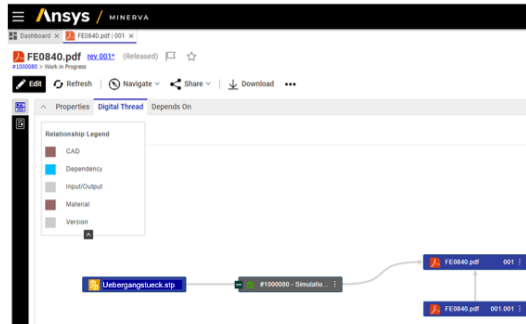 Ansys / MINERVA
Dashboard × FE0840.pdf | 001 ×
FE0840.pdf rev 001* (Released)
#1000080 > Work in Progress
Edit Refresh Navigate Share Download •••
Properties Digital Thread Depends On
Relationship Legend
CAD
Dependency
Input/Output
Material
Version
FE0840.pdf 001
Uebergangstueck.stp #1000080 - Simulatio...
FE0840.pdf 001.001